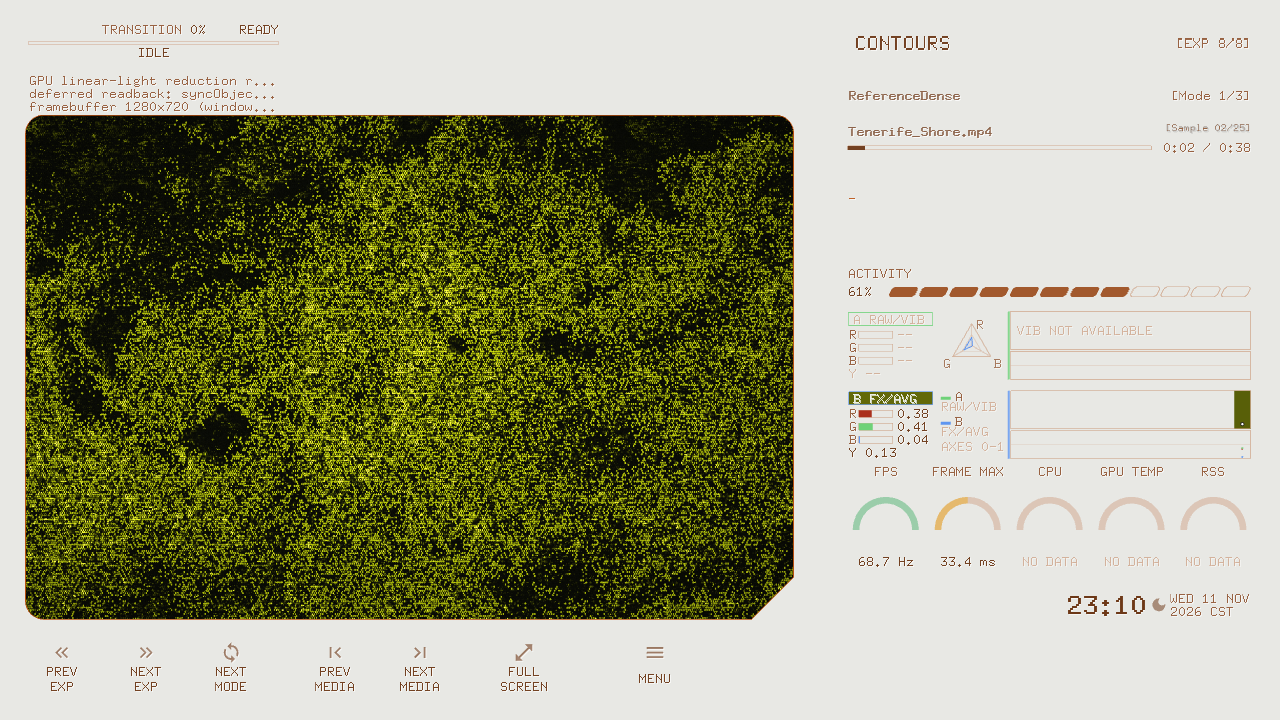 TRANSITION 0% READY
IDLE
GPU linear-light reduction r...
deferred readback: syncObjec...
framebuffer 1280x720 (window...
CONTOURS
[EXP 8/8]
ReferenceDense
[Mode 1/3]
Tenerife_Shore.mp4
[Sample 02/25]
0:02 / 0:38
ACTIVITY
61%
A RAW/VIB
R --
G --
B --
Y --
R
G B
VIB NOT AVAILABLE
B FX/AVG
R 0.38
G 0.41
B 0.04
Y 0.13
A
RAW/VIB
B
FX/AVG
AXES 0-1
FPS
FRAME MAX
CPU
GPU TEMP
RSS
68.7 Hz
33.4 ms
NO DATA
NO DATA
NO DATA
23:10
WED 11 NOV
2026 CST
PREV
EXP
NEXT
EXP
NEXT
MODE
PREV
MEDIA
NEXT
MEDIA
FULL
SCREEN
MENU